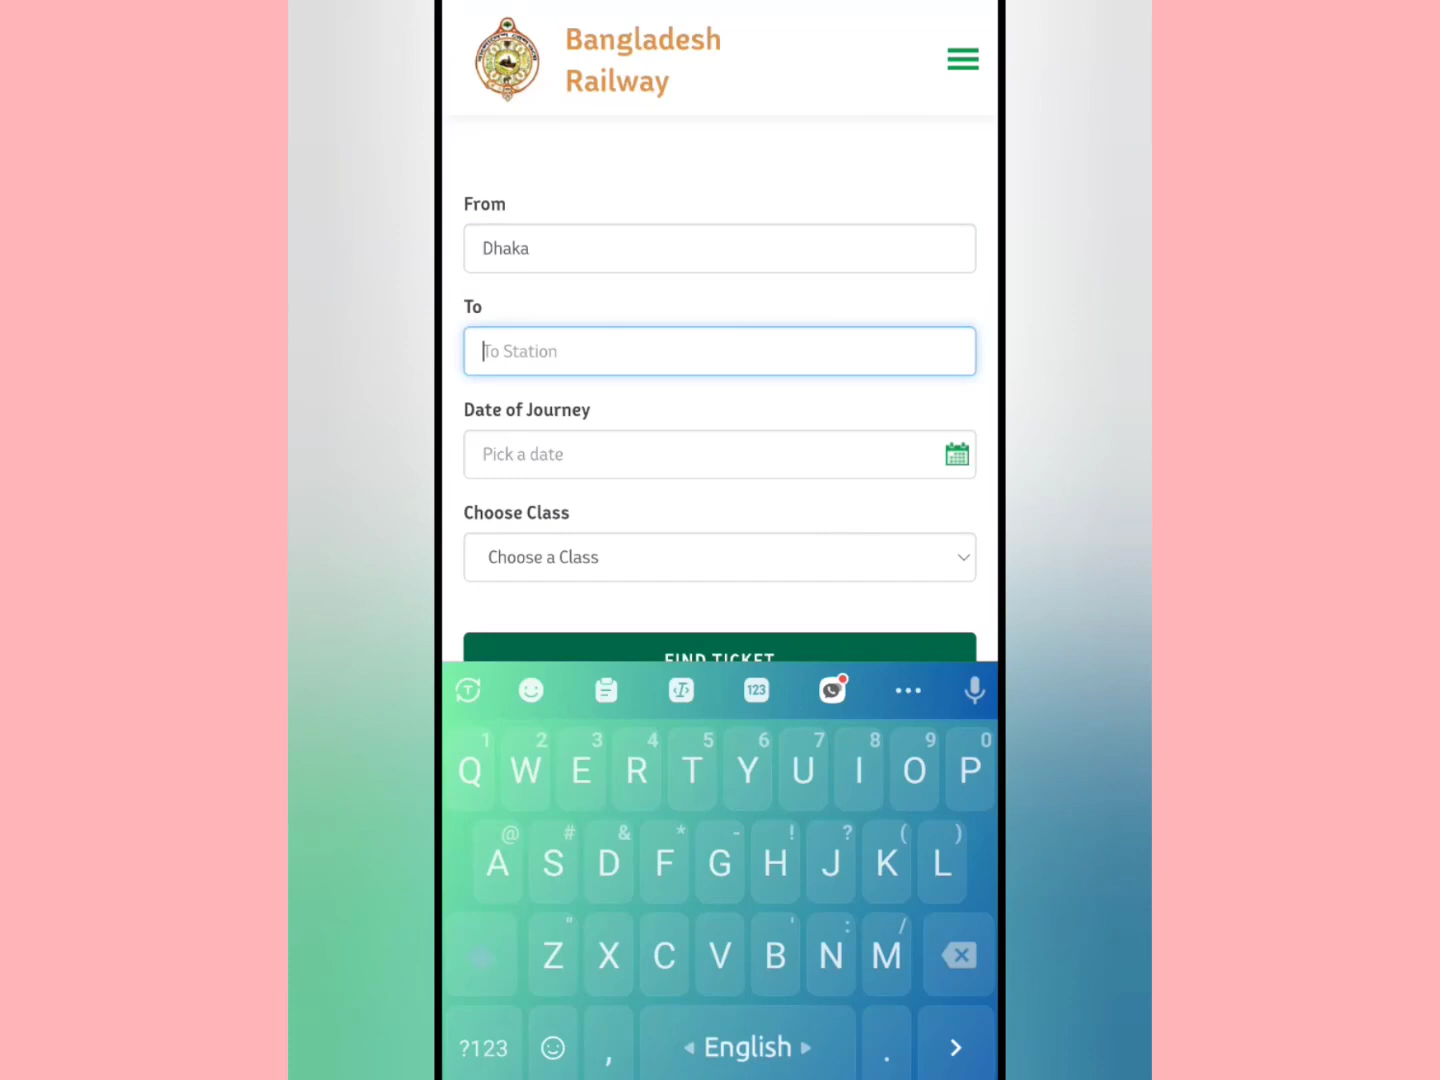 Bangladesh
Railway
From
Dhaka
To
To Station
Date of Journey
Pick a date
Choose Class
Choose a Class
FIND TICKET
T 123
1 2 3 4 5 6 7 8 9 0
Q W E R T Y U I O P
@ # & * - ! ? ( )
A S D F G H J K L
" ' : /
Z X C V B N M
?123 , English .